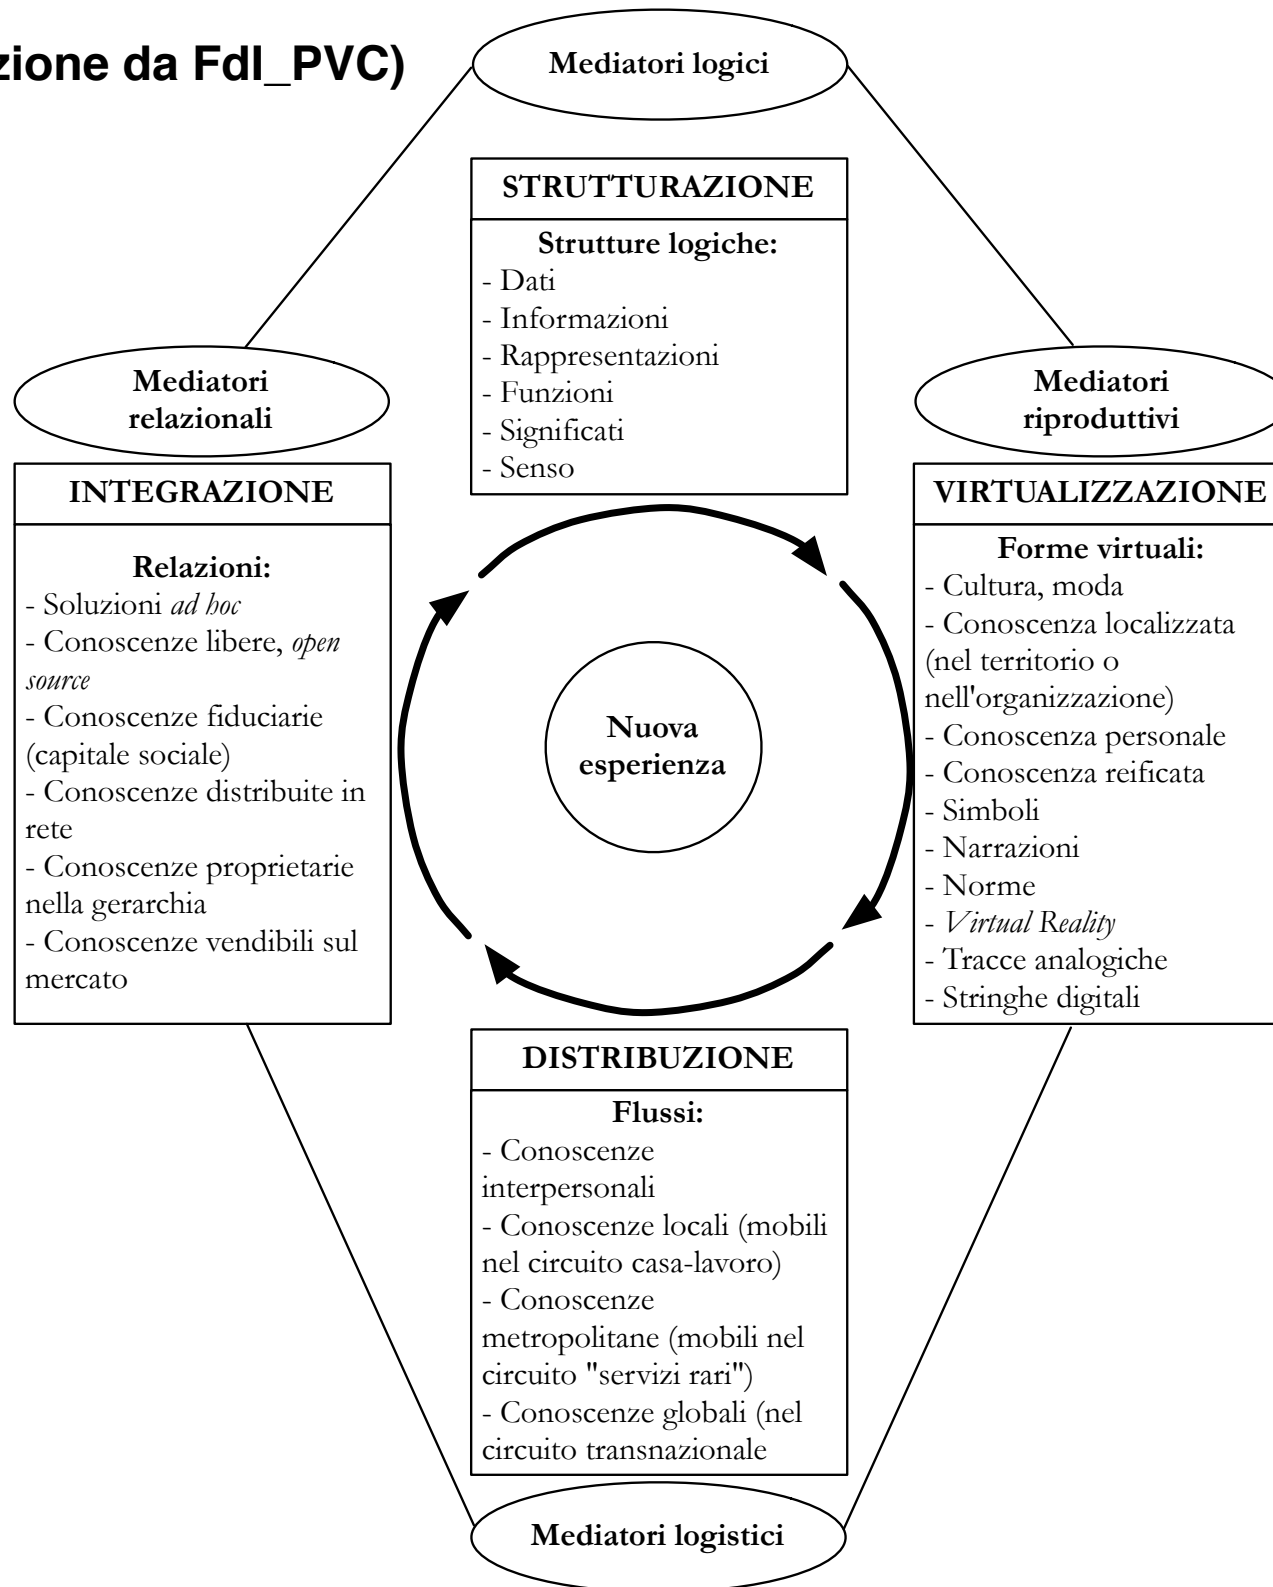 zione da FdI_PVC)
Mediatori logici
STRUTTURAZIONE
Strutture logiche:
- Dati
- Informazioni
- Rappresentazioni
- Funzioni
- Significati
- Senso
Mediatori
relazionali
INTEGRAZIONE
Relazioni:
- Soluzioni ad hoc
- Conoscenze libere, open
source
- Conoscenze fiduciarie
(capitale sociale)
- Conoscenze distribuite in
rete
- Conoscenze proprietarie
nella gerarchia
- Conoscenze vendibili sul
mercato
Nuova
esperienza
Mediatori
riproduttivi
VIRTUALIZZAZIONE
Forme virtuali:
- Cultura, moda
- Conoscenza localizzata
(nel territorio o
nell'organizzazione)
- Conoscenza personale
- Conoscenza reificata
- Simboli
- Narrazioni
- Norme
- Virtual Reality
- Tracce analogiche
- Stringhe digitali
DISTRIBUZIONE
Flussi:
- Conoscenze
interpersonali
- Conoscenze locali (mobili
nel circuito casa-lavoro)
- Conoscenze
metropolitane (mobili nel
circuito "servizi rari")
- Conoscenze globali (nel
circuito transnazionale
Mediatori logistici